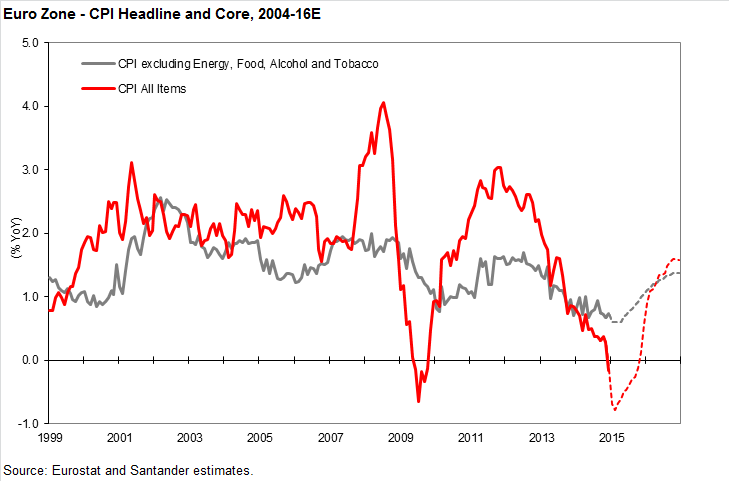 Euro Zone - CPI Headline and Core, 2004-16E
5.0
CPI excluding Energy, Food, Alcohol and Tobacco
CPI All Items
4.0
3.0
(% YoY)
2.0
1.0
0.0
-1.0
1999 2001 2003 2005 2007 2009 2011 2013 2015
Source: Eurostat and Santander estimates.